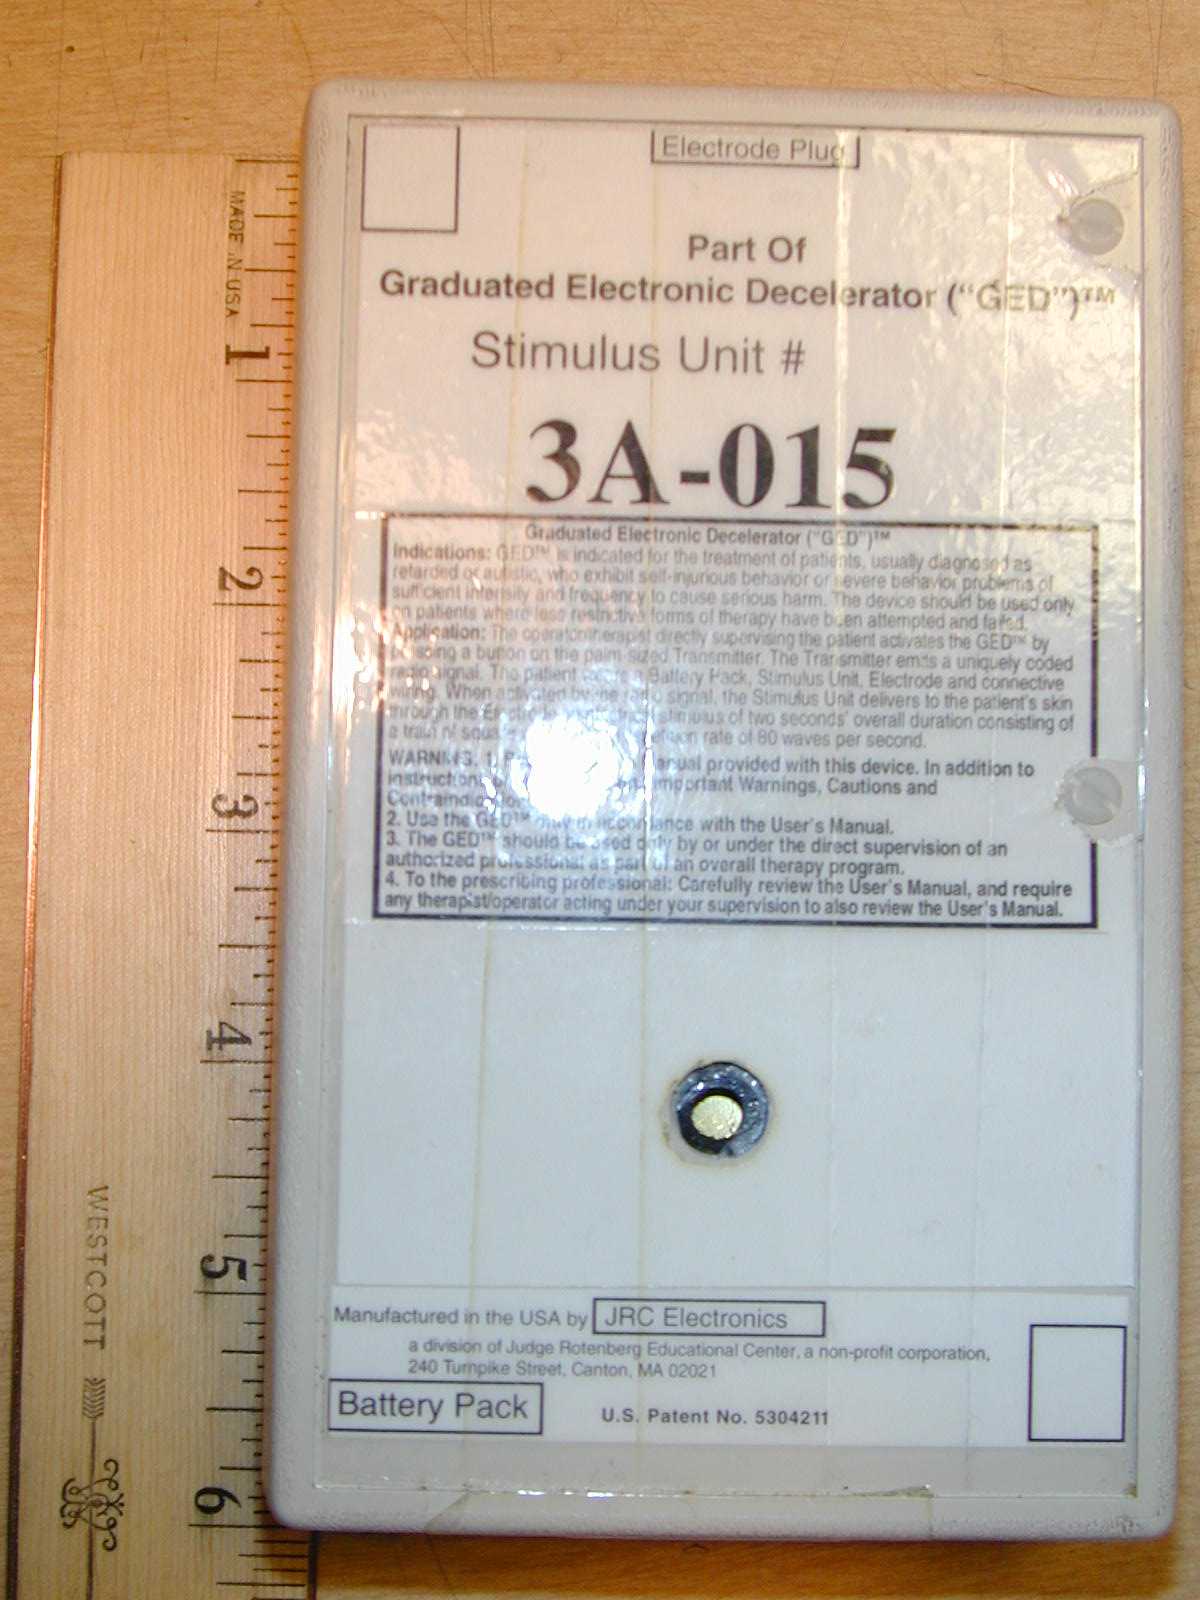 Electrode Plug
Part Of
Graduated Electronic Decelerator ("GED")™
Stimulus Unit #
3A-015
Graduated Electronic Decelerator ("GED")™
Indications: GED™ is indicated for the treatment of patients, usually diagnosed as
retarded or autistic, who exhibit self-injurious behavior or severe behavior problems of
sufficient intensity and frequency to cause serious harm. The device should be used only
on patients where less restrictive forms of therapy have been attempted and failed.
Application: The operator/therapist directly supervising the patient activates the GED™ by
a button on the palm-sized Transmitter. The Transmitter emits a uniquely coded
radio signal. The patient a Battery Pack, Stimulus Unit, Electrode and connective
wiring. When activated by the radio signal, the Stimulus Unit delivers to the patient's skin
through the stimulus of two seconds' overall duration consisting of
a train of rate of 80 waves per second.
WARNINGS. 1. provided with this device. In addition to
Important Warnings, Cautions and
2. Use the GED™ only in accordance with the User's Manual.
3. The GED™ should be used only by or under the direct supervision of an
authorized professional as part of an overall therapy program.
4. To the prescribing professional: Carefully review the User's Manual, and require
any therapist/operator acting under your supervision to also review the User's Manual.
Manufactured in the USA by JRC Electronics
a division of Judge Rotenberg Educational Center, a non-profit corporation,
240 Turnpike Street, Canton, MA 02021
Battery Pack
U.S. Patent No. 5304211
MADE IN USA
1
2
3
4
5
6
WESTCOTT